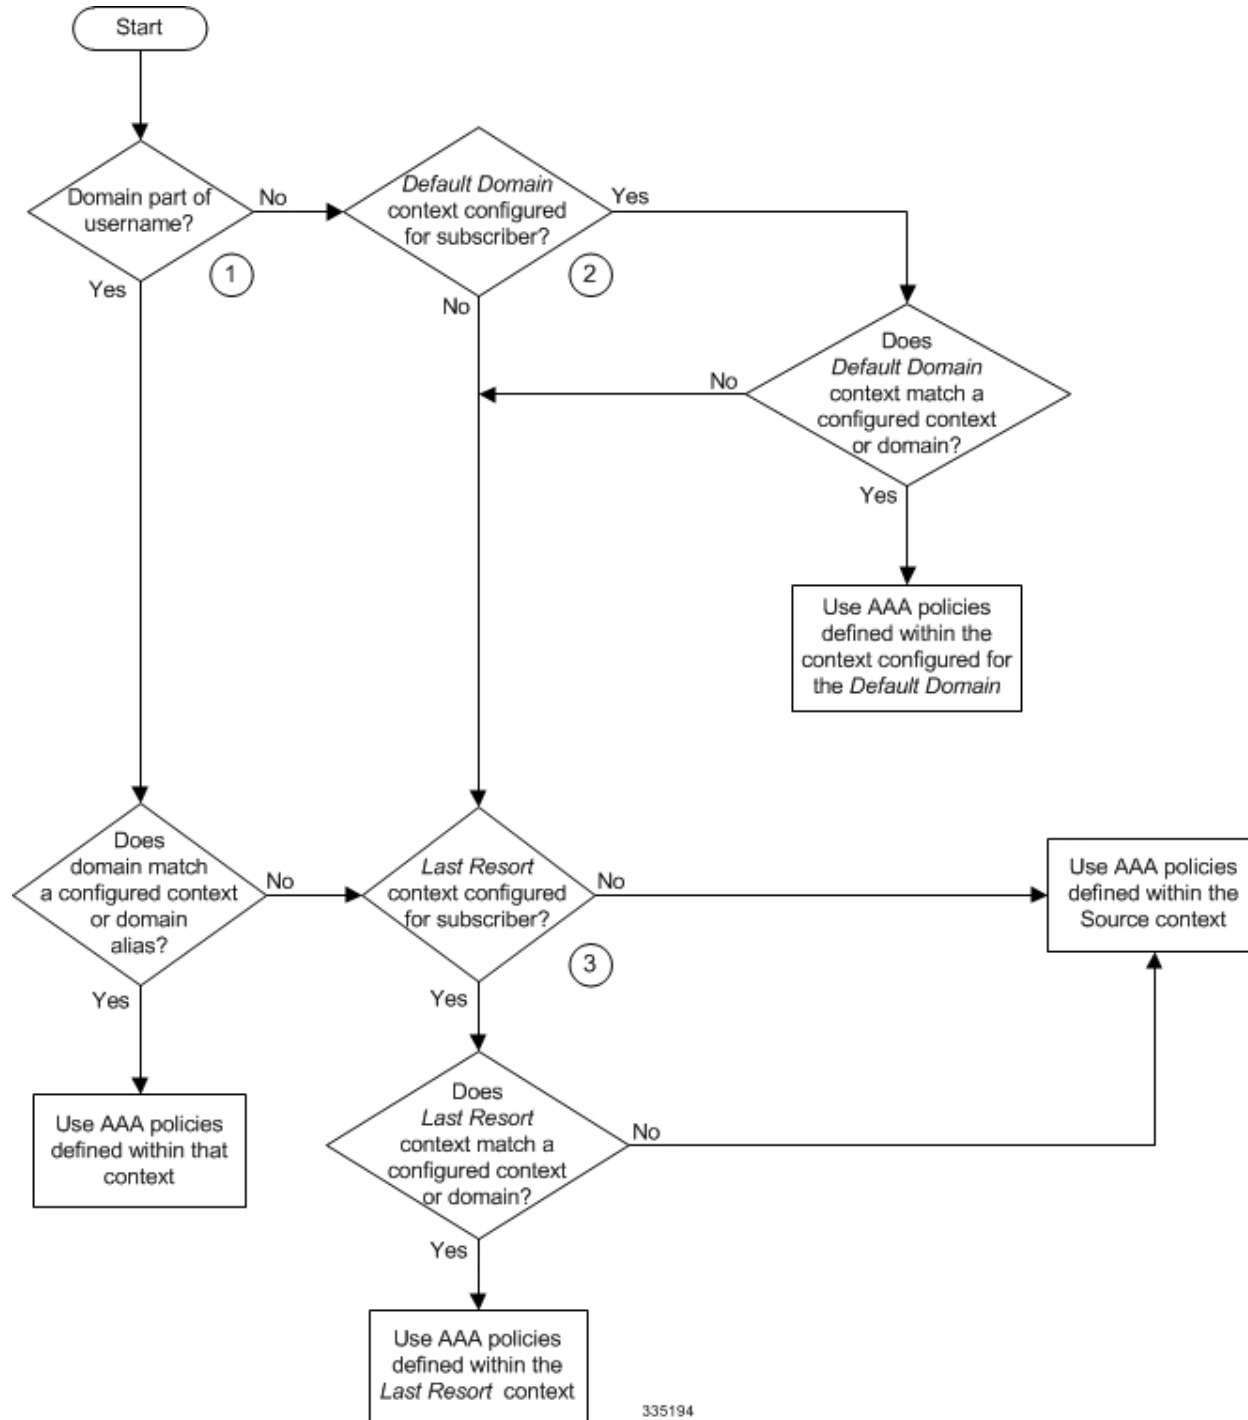 Start
Domain part of
username?
No
Yes
1
Default Domain
context configured
for subscriber?
Yes
No
2
Does
Default Domain
context match a
configured context
or domain?
No
Yes
Use AAA policies
defined within the
context configured for
the Default Domain
Does
domain match
a configured context
or domain
alias?
No
Yes
Use AAA policies
defined within that
context
Last Resort
context configured
for subscriber?
No
Yes
3
Use AAA policies
defined within the
Source context
Does
Last Resort
context match a
configured context
or domain?
No
Yes
Use AAA policies
defined within the
Last Resort context
335194